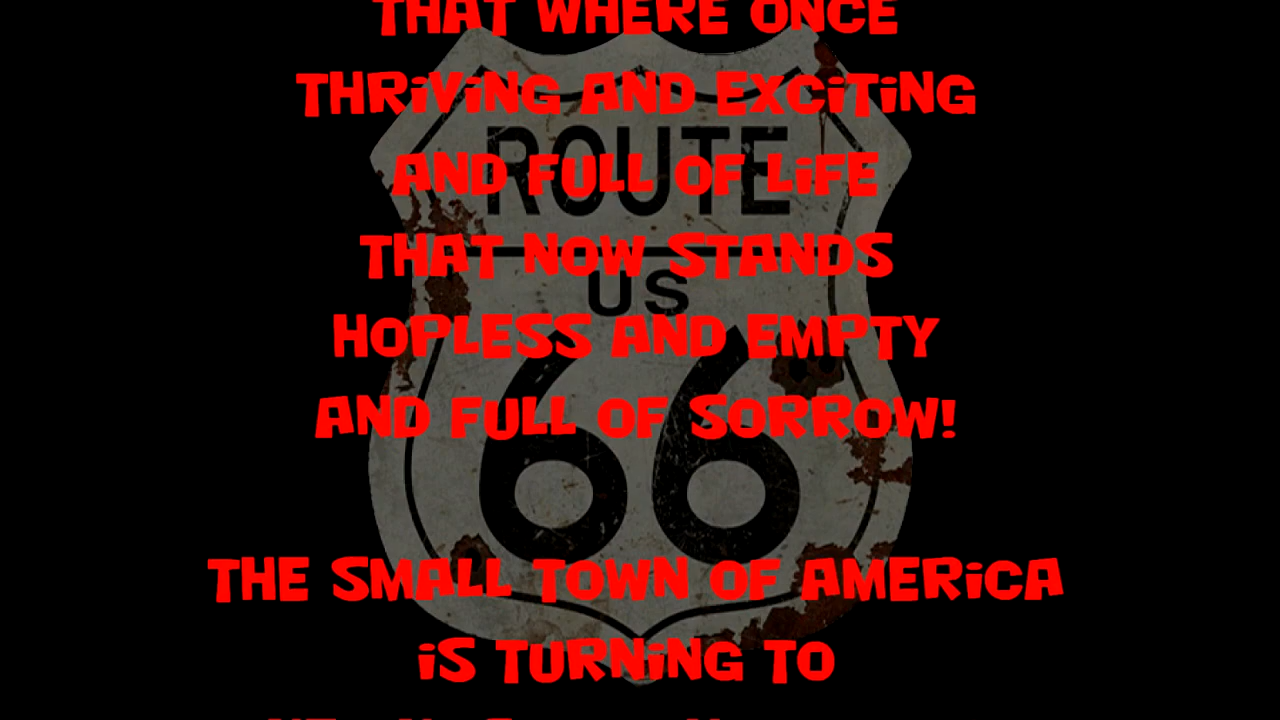 THAT WHERE ONCE
THRiViNG AND EXCiTiNG
AND FULL OF LiFE
THAT NOW STANDS
HOPLESS AND EMPTY
AND FULL OF SORROW!
THE SMALL TOWN OF AMERiCA
iS TURNiNG TO
ROUTE
US
66